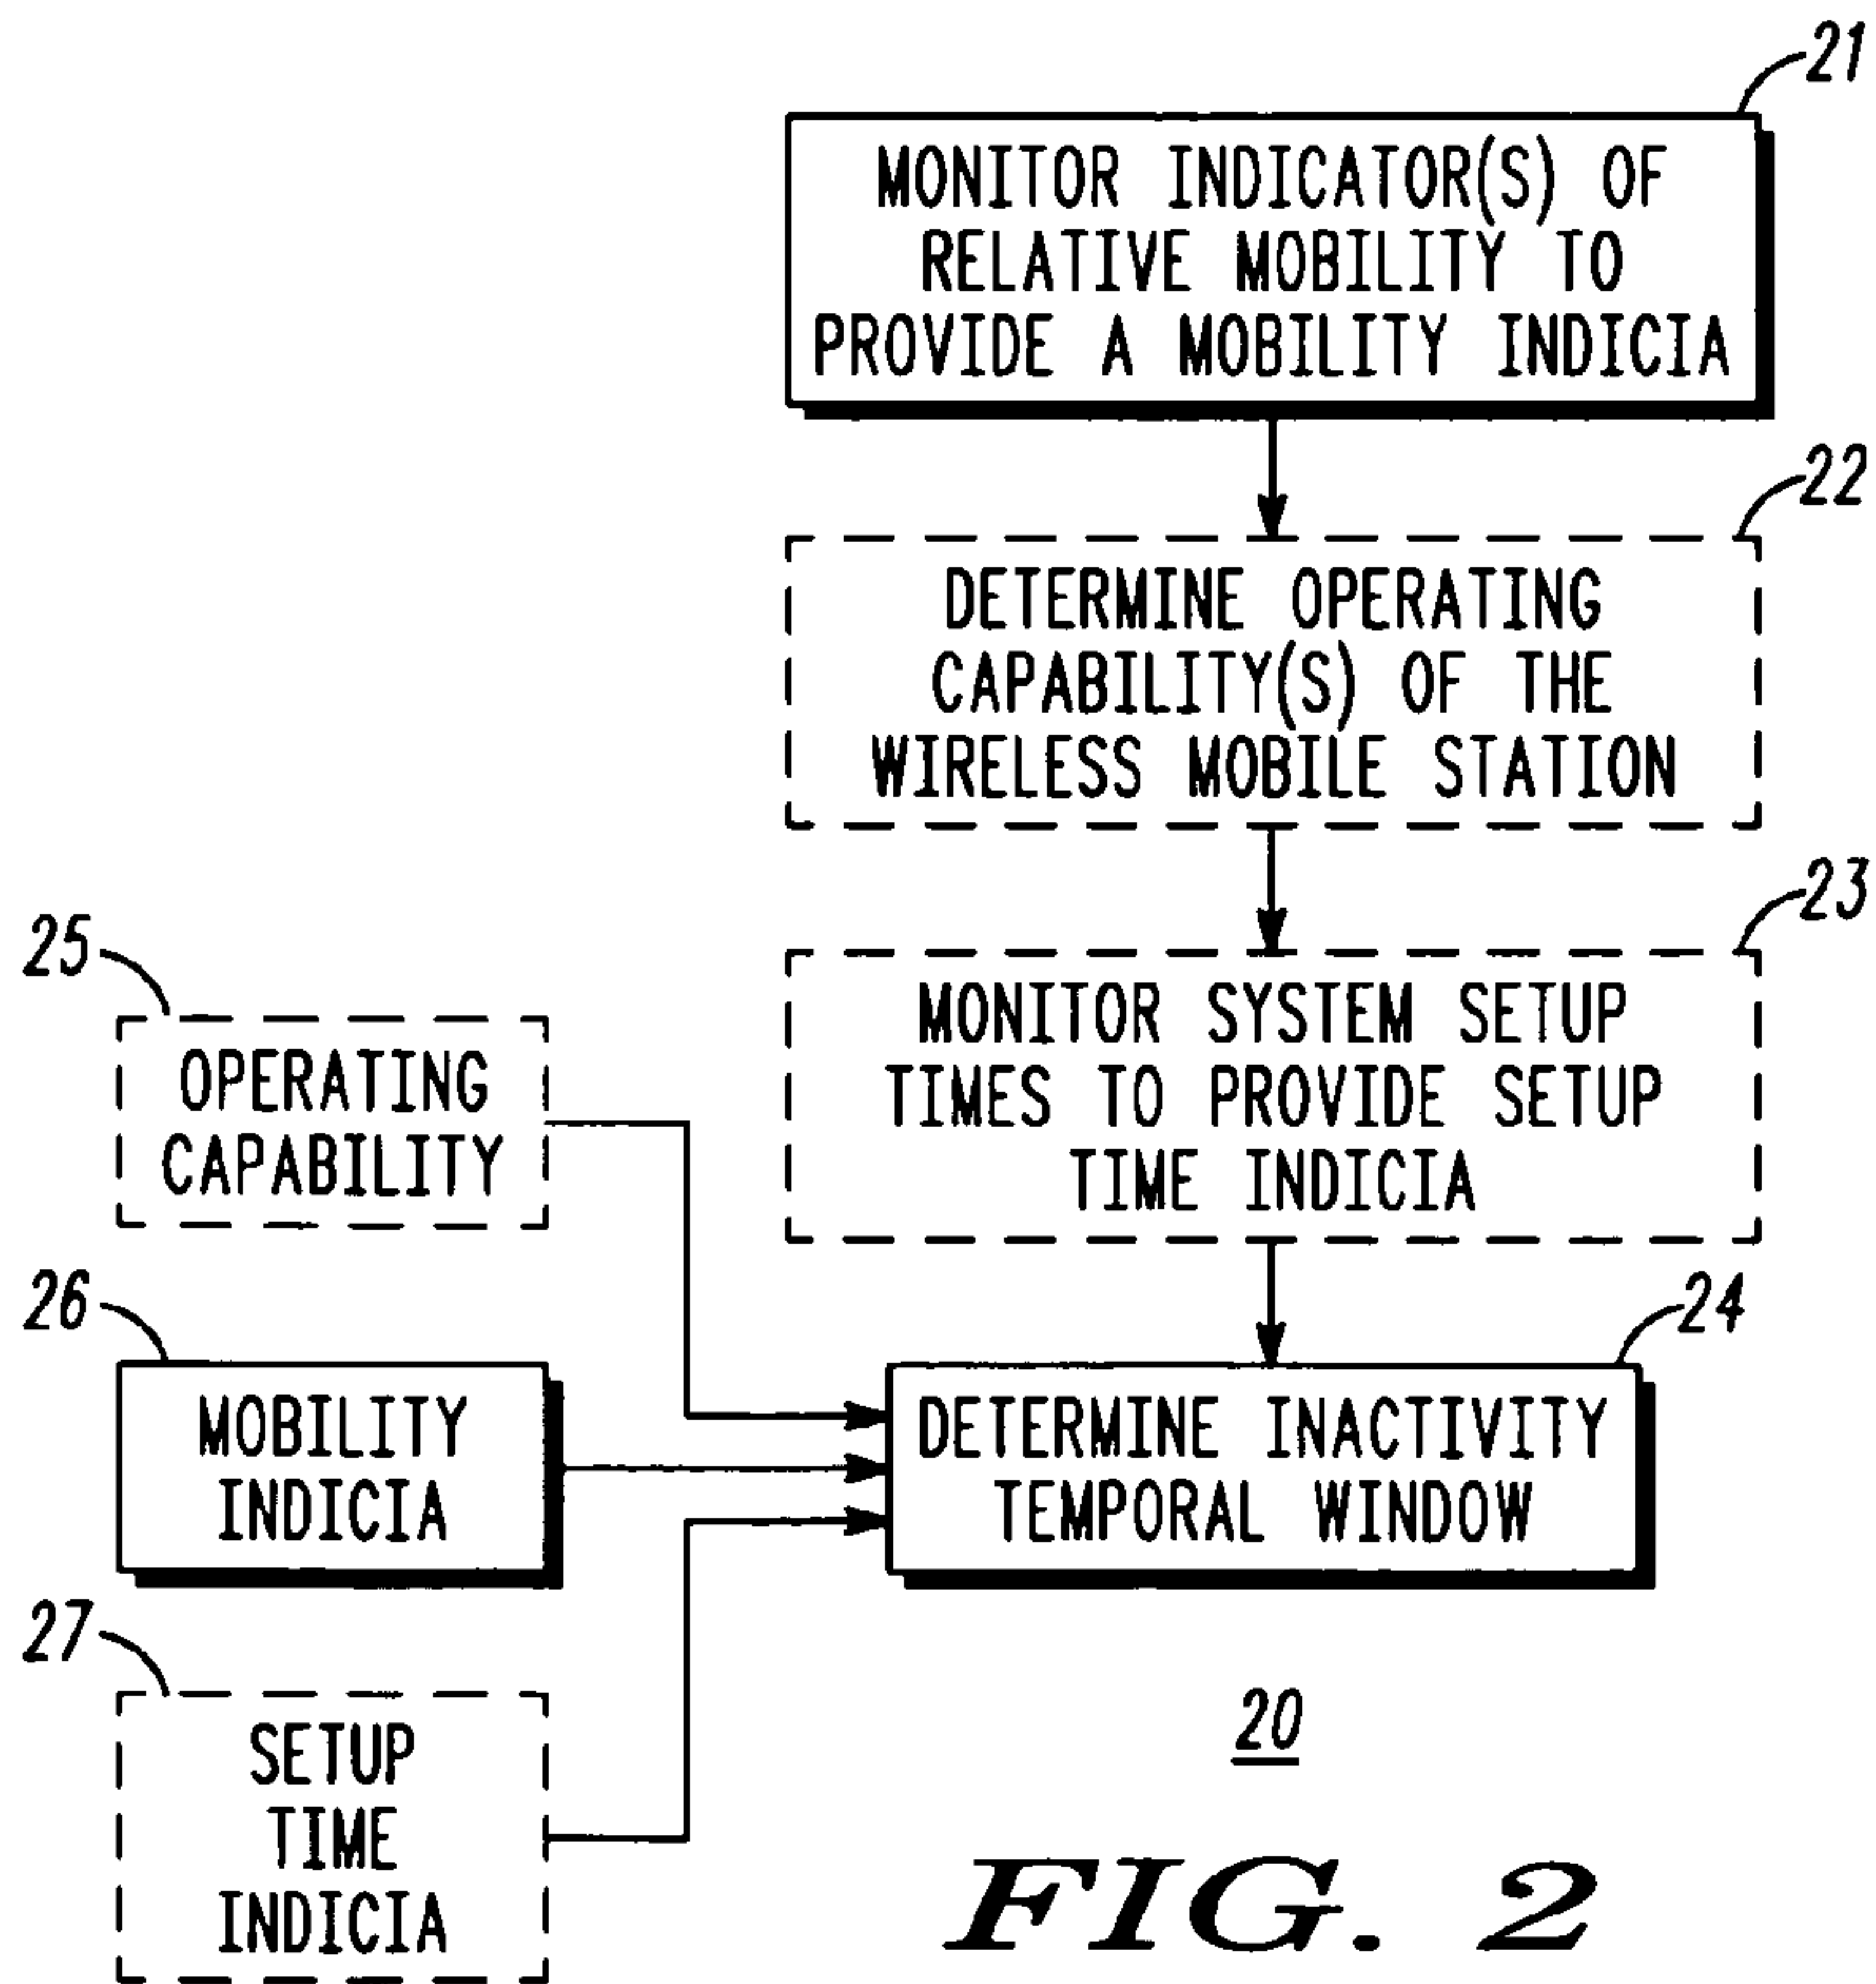 21
MONITOR INDICATOR(S) OF
RELATIVE MOBILITY TO
PROVIDE A MOBILITY INDICIA
22
DETERMINE OPERATING
CAPABILITY(S) OF THE
WIRELESS MOBILE STATION
23
MONITOR SYSTEM SETUP
TIMES TO PROVIDE SETUP
TIME INDICIA
25
OPERATING
CAPABILITY
26
MOBILITY
INDICIA
24
DETERMINE INACTIVITY
TEMPORAL WINDOW
27
SETUP
TIME
INDICIA
20
FIG. 2